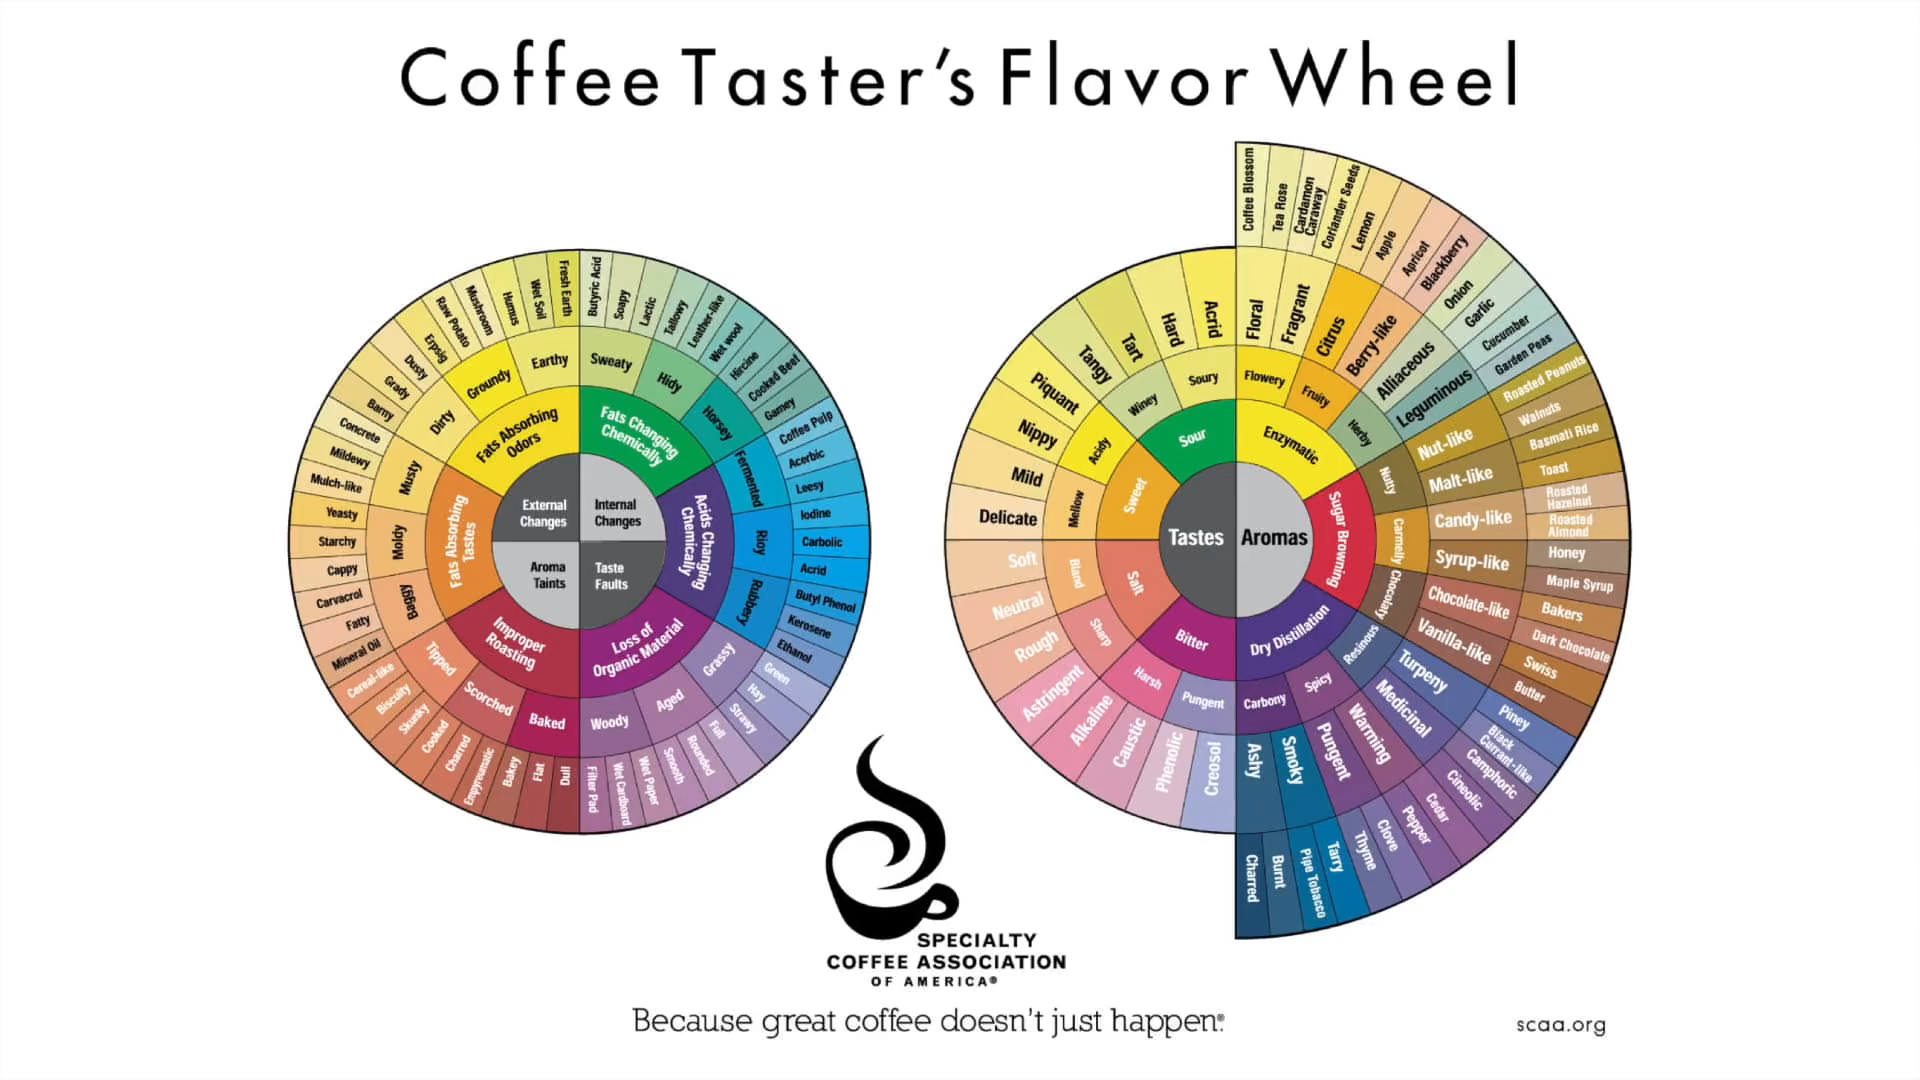 Coffee Taster's Flavor Wheel
External
Changes
Internal
Changes
Aroma
Taints
Taste
Faults
Fats Absorbing
Odors
Fats Changing
Chemically
Acids Changing
Chemically
Loss of
Organic Material
Improper
Roasting
Fats Absorbing
Tastes
Earthy
Sweaty
Hidy
Horsey
Fermented
Rioy
Rubbery
Grassy
Aged
Woody
Baked
Scorched
Tipped
Baggy
Moldy
Musty
Dirty
Groundy
Fresh Earth
Butyric Acid
Soapy
Lactic
Tallowy
Leather-like
Wet wool
Hircine
Cooked Beef
Gamey
Coffee Pulp
Acerbic
Leesy
Iodine
Carbolic
Acrid
Butyl Phenol
Kerosene
Ethanol
Green
Hay
Strawy
Full
Rounded
Smooth
Wet Paper
Wet Cardboard
Filter Pad
Dull
Flat
Bakey
Empyreumatic
Charred
Cooked
Skunky
Biscuity
Cereal-like
Mineral Oil
Fatty
Carvacrol
Cappy
Starchy
Yeasty
Mulch-like
Mildewy
Concrete
Barny
Grady
Dusty
Erpsig
Raw Potato
Mushroom
Humus
Wet Soil
Tastes
Aromas
Sour
Sweet
Salt
Bitter
Soury
Winey
Acidy
Mellow
Bland
Sharp
Harsh
Pungent
Acrid
Hard
Tart
Tangy
Piquant
Nippy
Mild
Delicate
Soft
Neutral
Rough
Astringent
Alkaline
Caustic
Phenolic
Creosol
Enzymatic
Sugar Browning
Dry Distillation
Flowery
Fruity
Herby
Nutty
Carmelly
Chocolaty
Resinous
Spicy
Carbony
Floral
Fragrant
Citrus
Berry-like
Alliaceous
Leguminous
Nut-like
Malt-like
Candy-like
Syrup-like
Chocolate-like
Vanilla-like
Turpeny
Medicinal
Warming
Pungent
Smoky
Ashy
Coffee Blossom
Tea Rose
Cardamon
Caraway
Coriander Seeds
Lemon
Apple
Apricot
Blackberry
Onion
Garlic
Cucumber
Garden Peas
Roasted Peanuts
Walnuts
Basmati Rice
Toast
Roasted
Hazelnut
Roasted
Almond
Honey
Maple Syrup
Bakers
Dark Chocolate
Swiss
Butter
Piney
Black
Currant-like
Camphoric
Cineolic
Cedar
Pepper
Clove
Thyme
Tarry
Pipe Tobacco
Burnt
Charred
SPECIALTY
COFFEE ASSOCIATION
OF AMERICA®
Because great coffee doesn't just happen.®
scaa.org